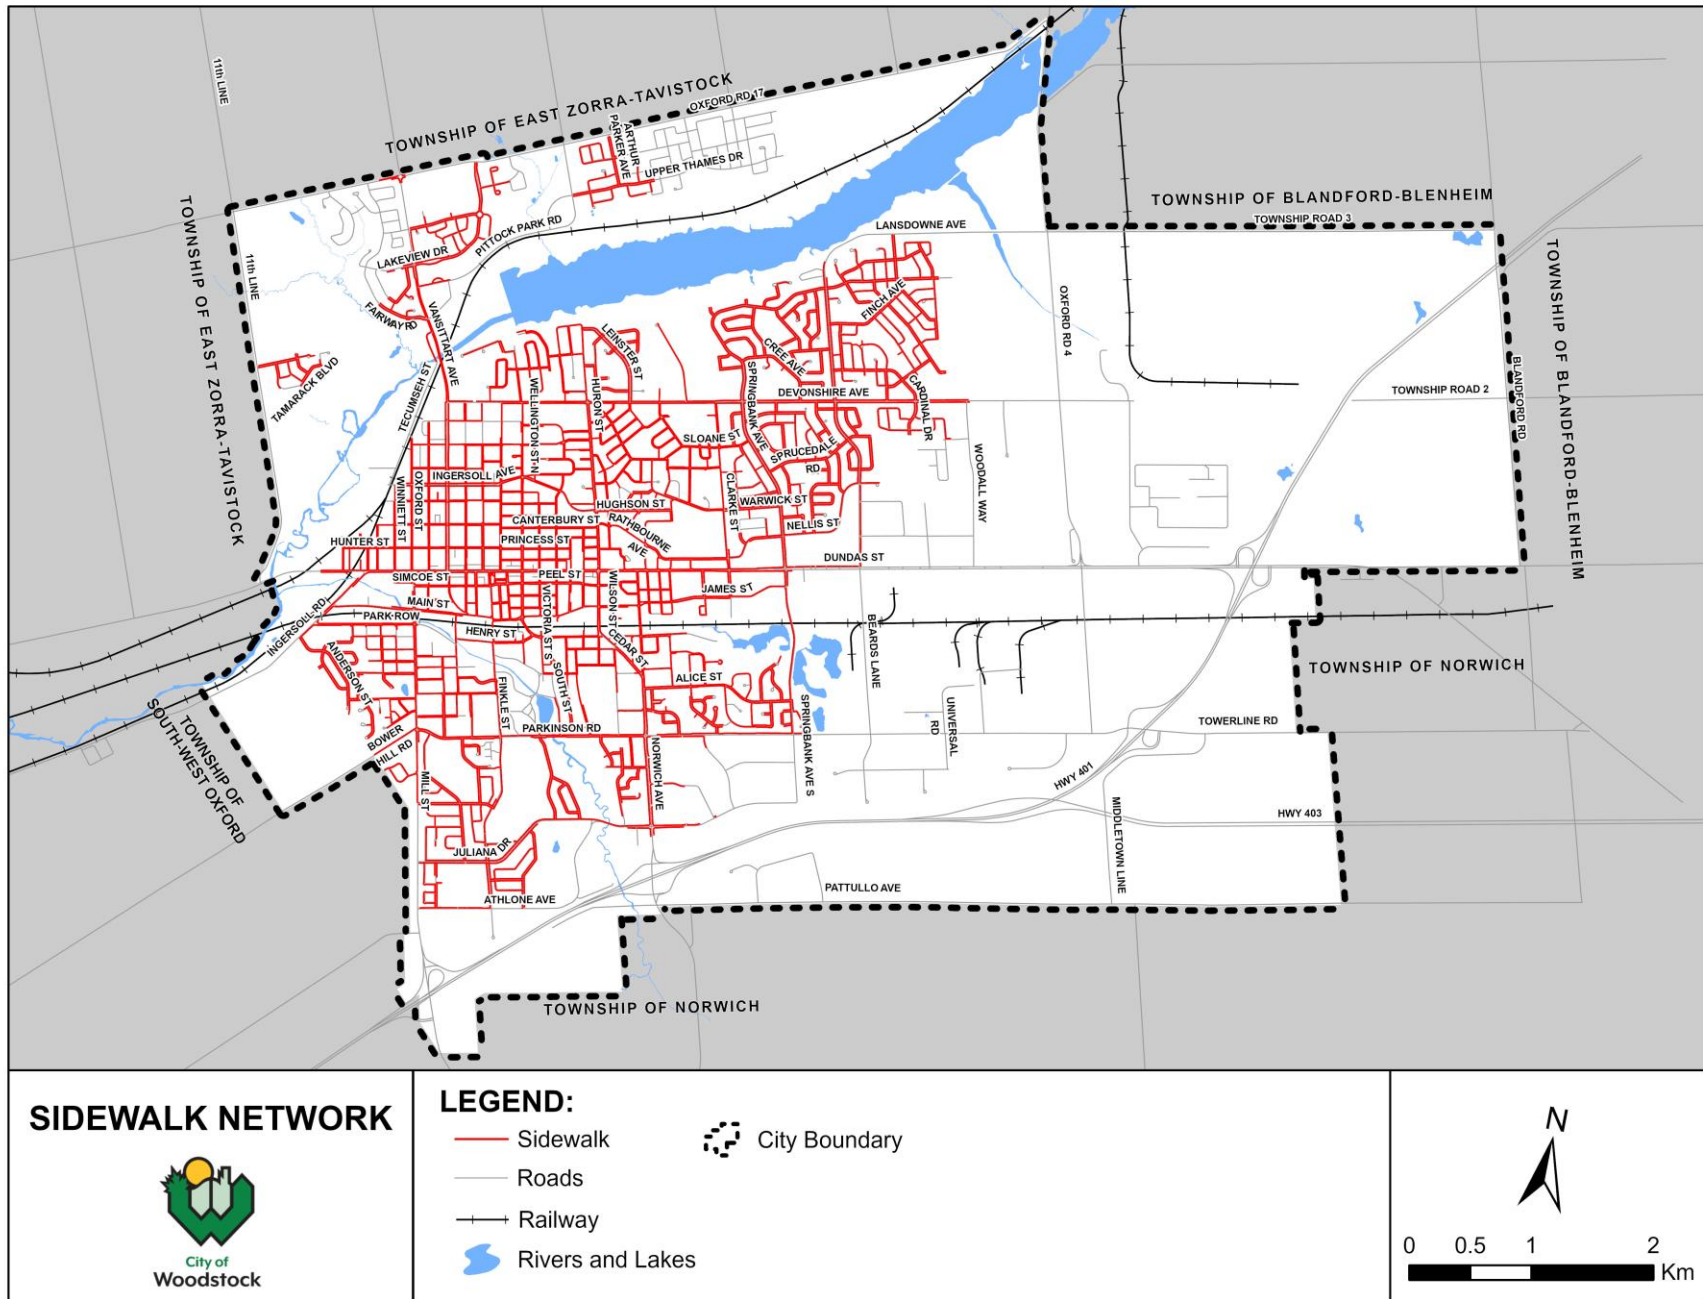 11th LINE
TOWNSHIP OF EAST ZORRA-TAVISTOCK
OXFORD RD 17
ARTHUR
PARKER AVE
UPPER THAMES DR
TOWNSHIP OF BLANDFORD-BLENHEIM
TOWNSHIP ROAD 3
TOWNSHIP OF EAST ZORRA-TAVISTOCK
11th LINE
LAKEVIEW DR
PITTOCK PARK RD
LANSDOWNE AVE
TOWNSHIP OF BLANDFORD-BLENHEIM
FAIRWAY RD
VANSITTART AVE
FINCH AVE
OXFORD RD 4
LEINSTER ST
CREE AVE
TAMARACK BLVD
TECUMSEH ST
WELLINGTON ST N
HURON ST
SPRINGBANK AVE
DEVONSHIRE AVE
CARDINAL DR
TOWNSHIP ROAD 2
BLANDFORD RD
SLOANE ST
SPRUCEDALE
RD
WOODALL WAY
INGERSOLL AVE
WINNIETT ST
OXFORD ST
CLARKE ST
HUGHSON ST
WARWICK ST
CANTERBURY ST
RATHBOURNE
AVE
NELLIS ST
HUNTER ST
PRINCESS ST
DUNDAS ST
SIMCOE ST
PEEL ST
WILSON ST
JAMES ST
MAIN ST
VICTORIA ST S
PARK ROW
INGERSOLL RD
HENRY ST
CEDAR ST
BEARDS LANE
ANDERSON ST
FINKLE ST
SOUTH ST
ALICE ST
TOWNSHIP OF NORWICH
SPRINGBANK AVE S
UNIVERSAL
RD
TOWERLINE RD
TOWNSHIP OF
SOUTH-WEST OXFORD
BOWER
HILL RD
PARKINSON RD
NORWICH AVE
MILL ST
HWY 401
MIDDLETOWN LINE
HWY 403
JULIANA DR
ATHLONE AVE
PATTULLO AVE
TOWNSHIP OF NORWICH
SIDEWALK NETWORK
City of
Woodstock
LEGEND:
Sidewalk
Roads
Railway
Rivers and Lakes
City Boundary
N
0 0.5 1 2
Km